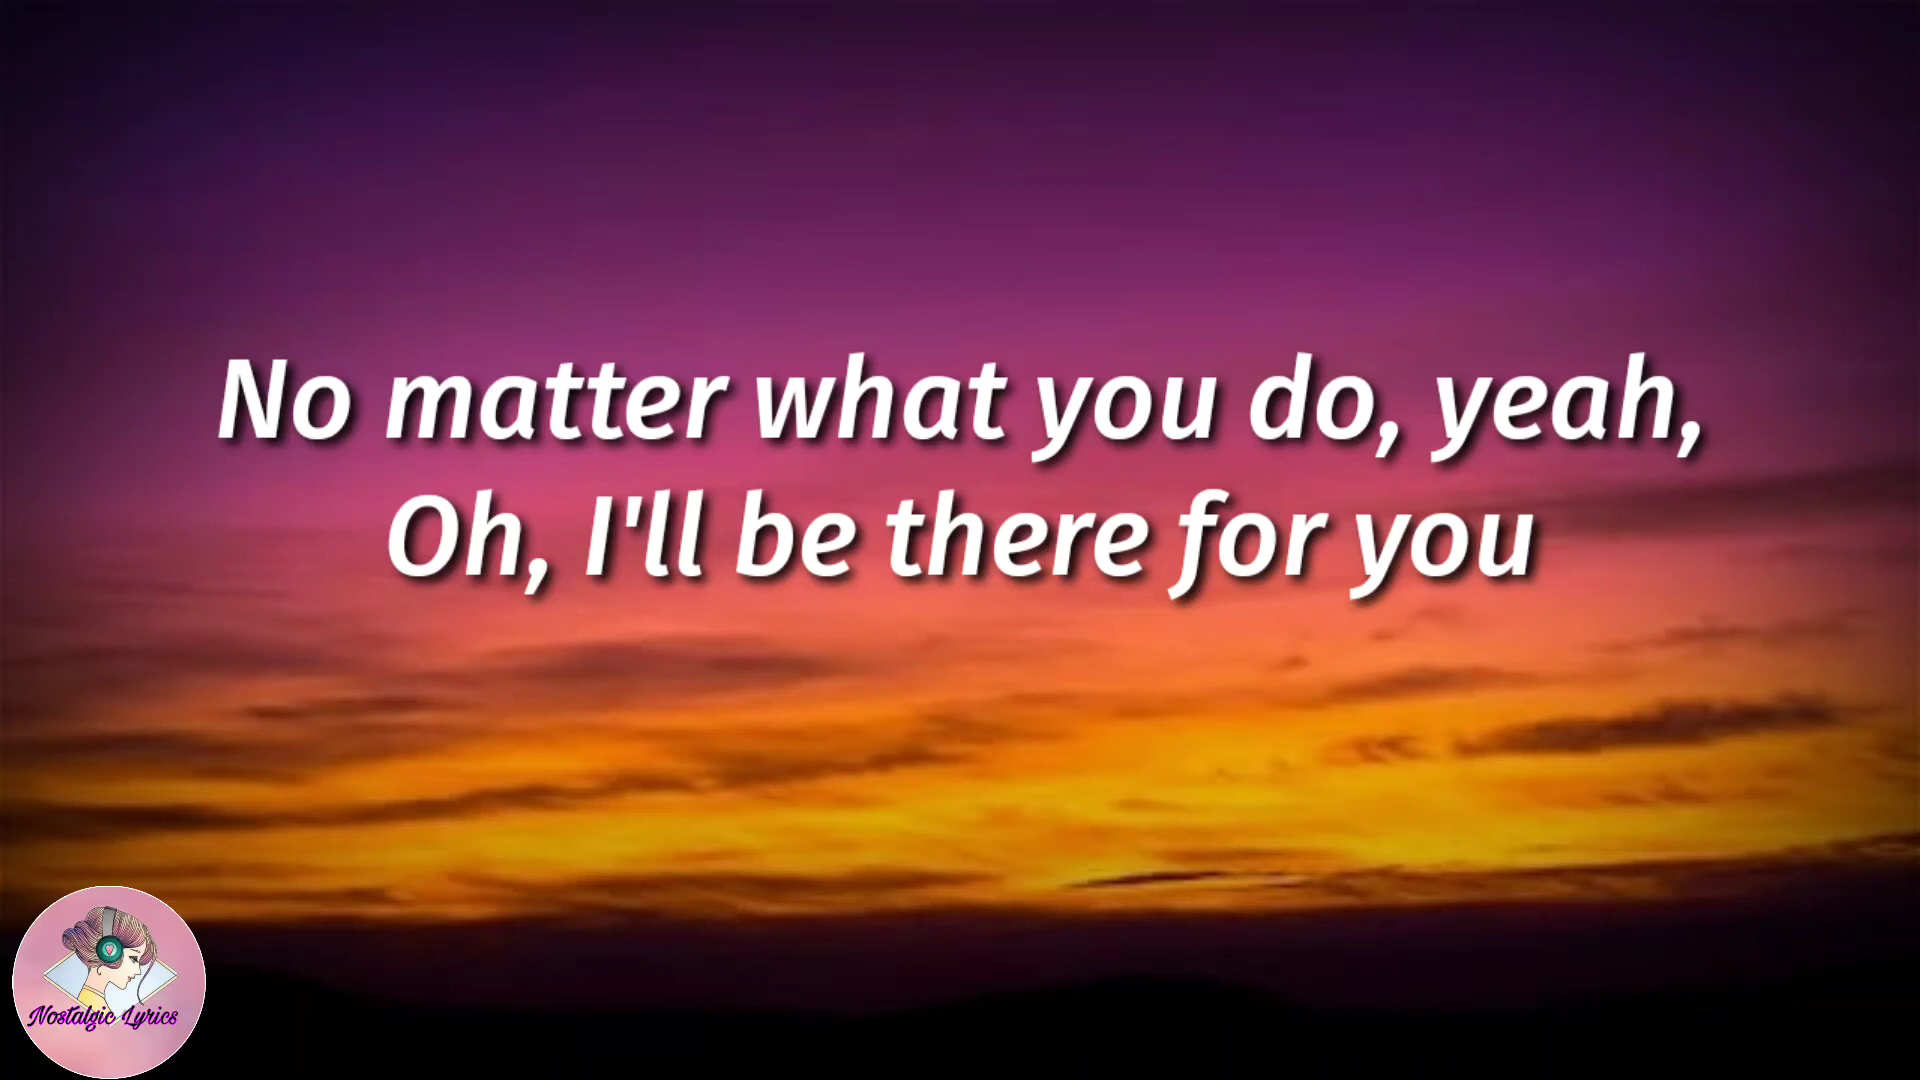 No matter what you do, yeah,
Oh, I'll be there for you
Nostalgic Lyrics